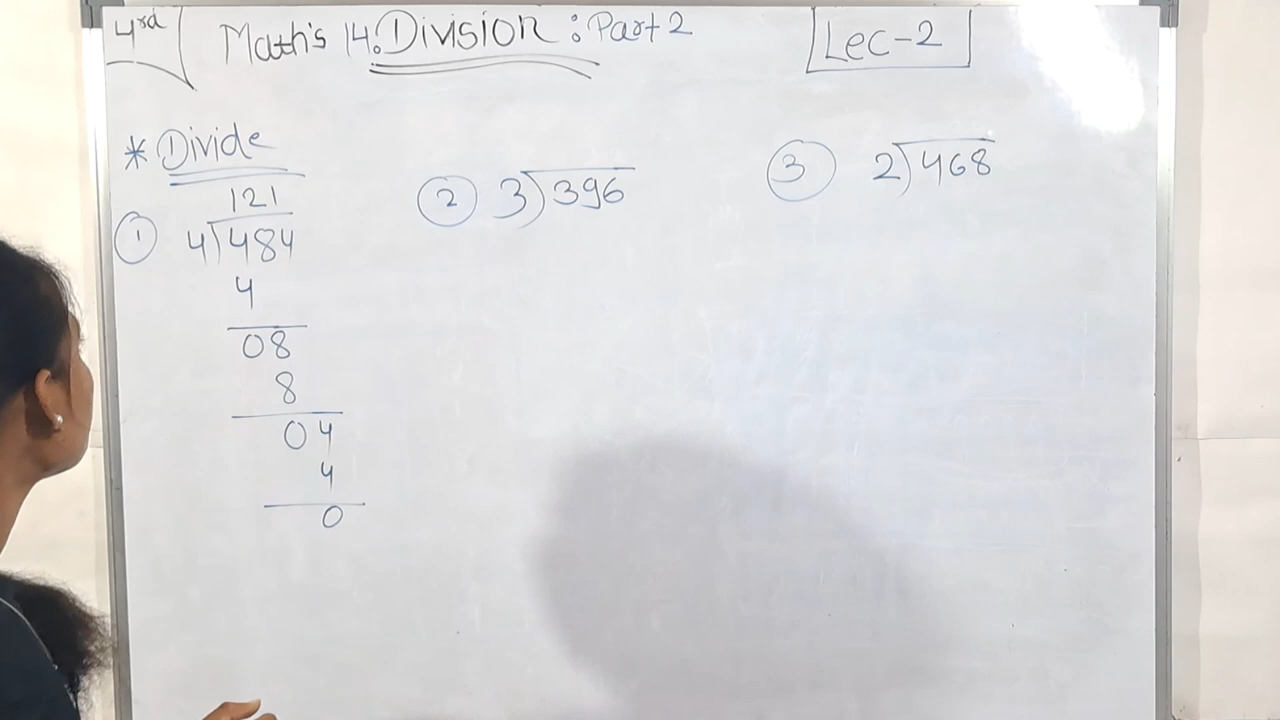 4rd
Math's 14. Division : Part 2
Lec-2
* Divide
121
1 4)484
4
08
8
04
4
0
2 3)396
3 2)468